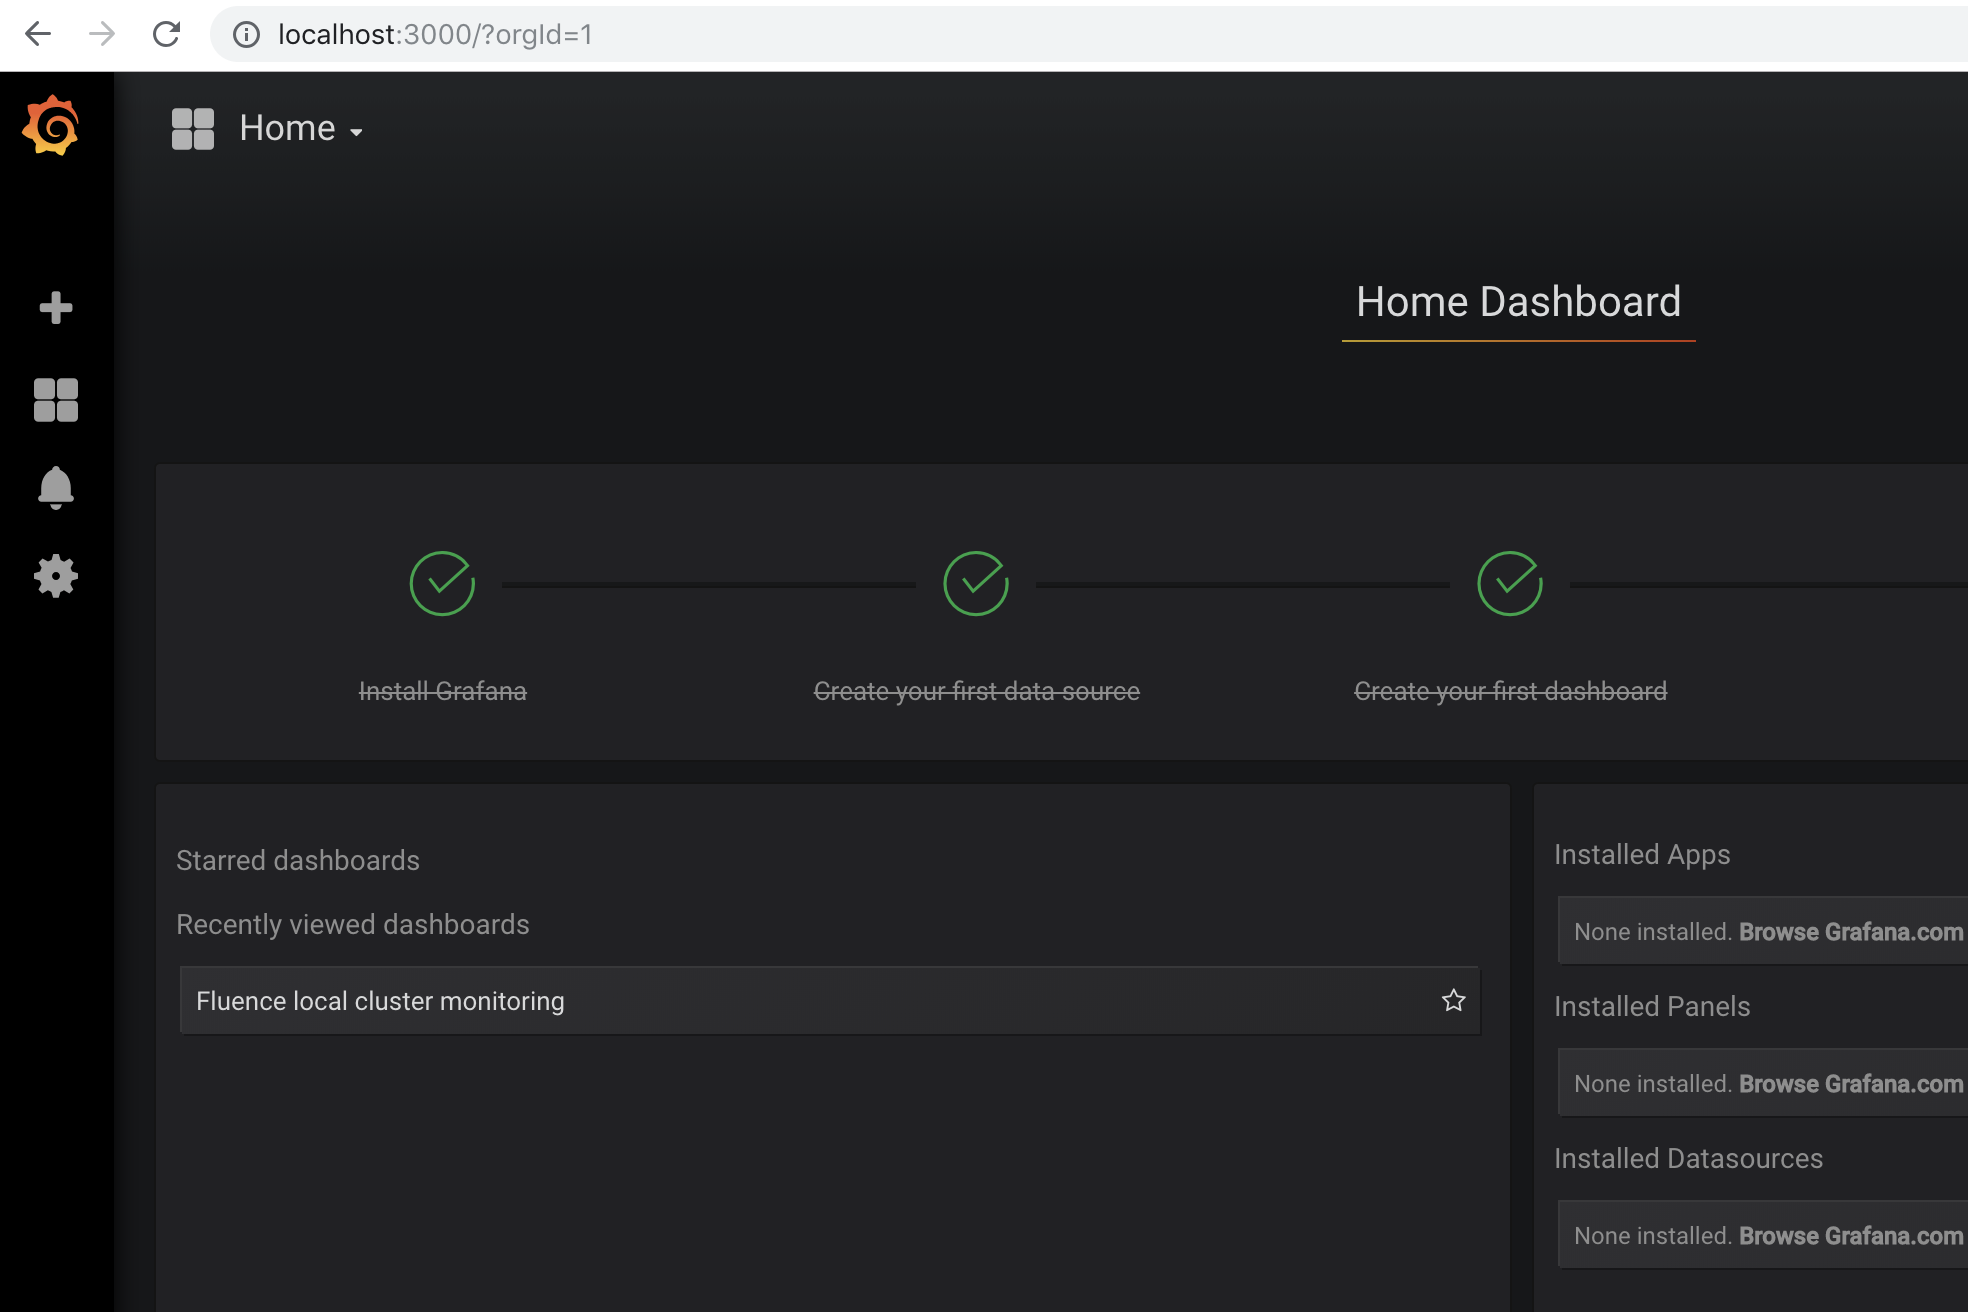 localhost:3000/?orgId=1
Home
Home Dashboard
Install Grafana
Create your first data source
Create your first dashboard
Starred dashboards
Recently viewed dashboards
Fluence local cluster monitoring
Installed Apps
None installed. Browse Grafana.com
Installed Panels
None installed. Browse Grafana.com
Installed Datasources
None installed. Browse Grafana.com